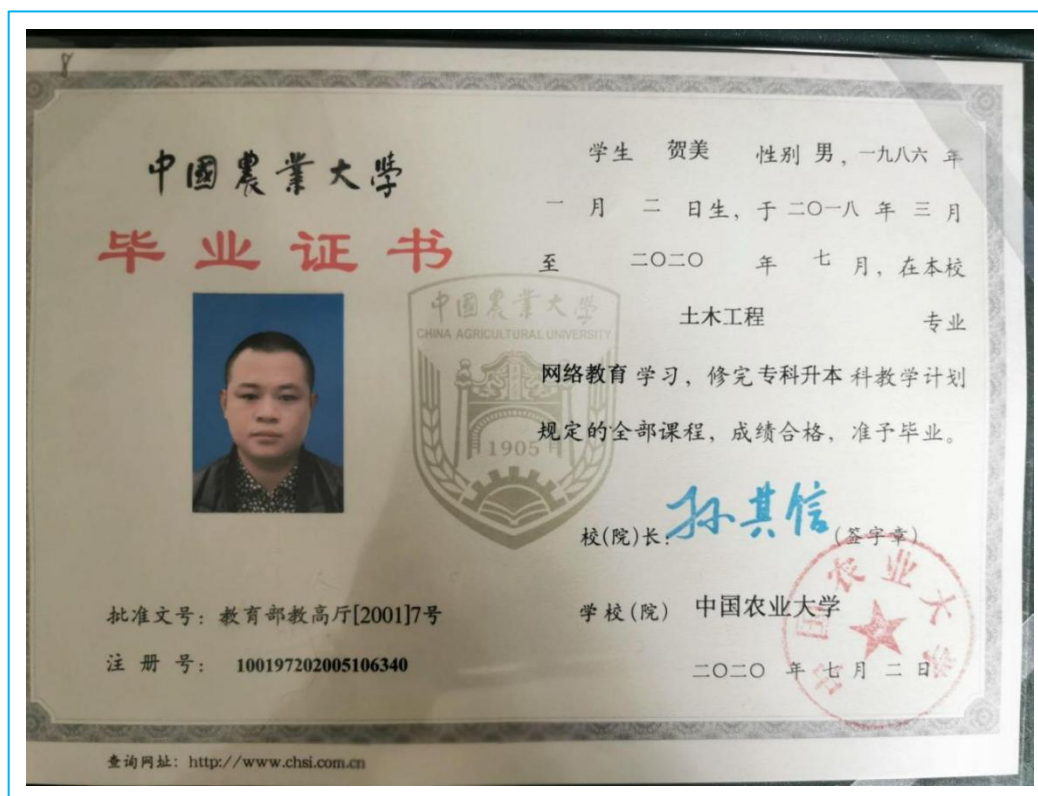 中國農業大學
毕业证书
中國農業大學
CHINA AGRICULTURAL UNIVERSITY
1905
批准文号：教育部教高厅[2001]7号
注册号：100197202005106340
学生 贺美 性别 男，一九八六 年
一 月 二 日生，于 二〇一八 年 三 月
至 二〇二〇 年 七 月，在本校
土木工程 专业
网络教育 学习，修完 专科升本 科教学计划
规定的全部课程，成绩合格，准予毕业。
校(院)长：孙其信 (签字章)
学校(院) 中国农业大学
二〇二〇 年 七 月 二 日
中国农业大学
查询网址：http://www.chsi.com.cn